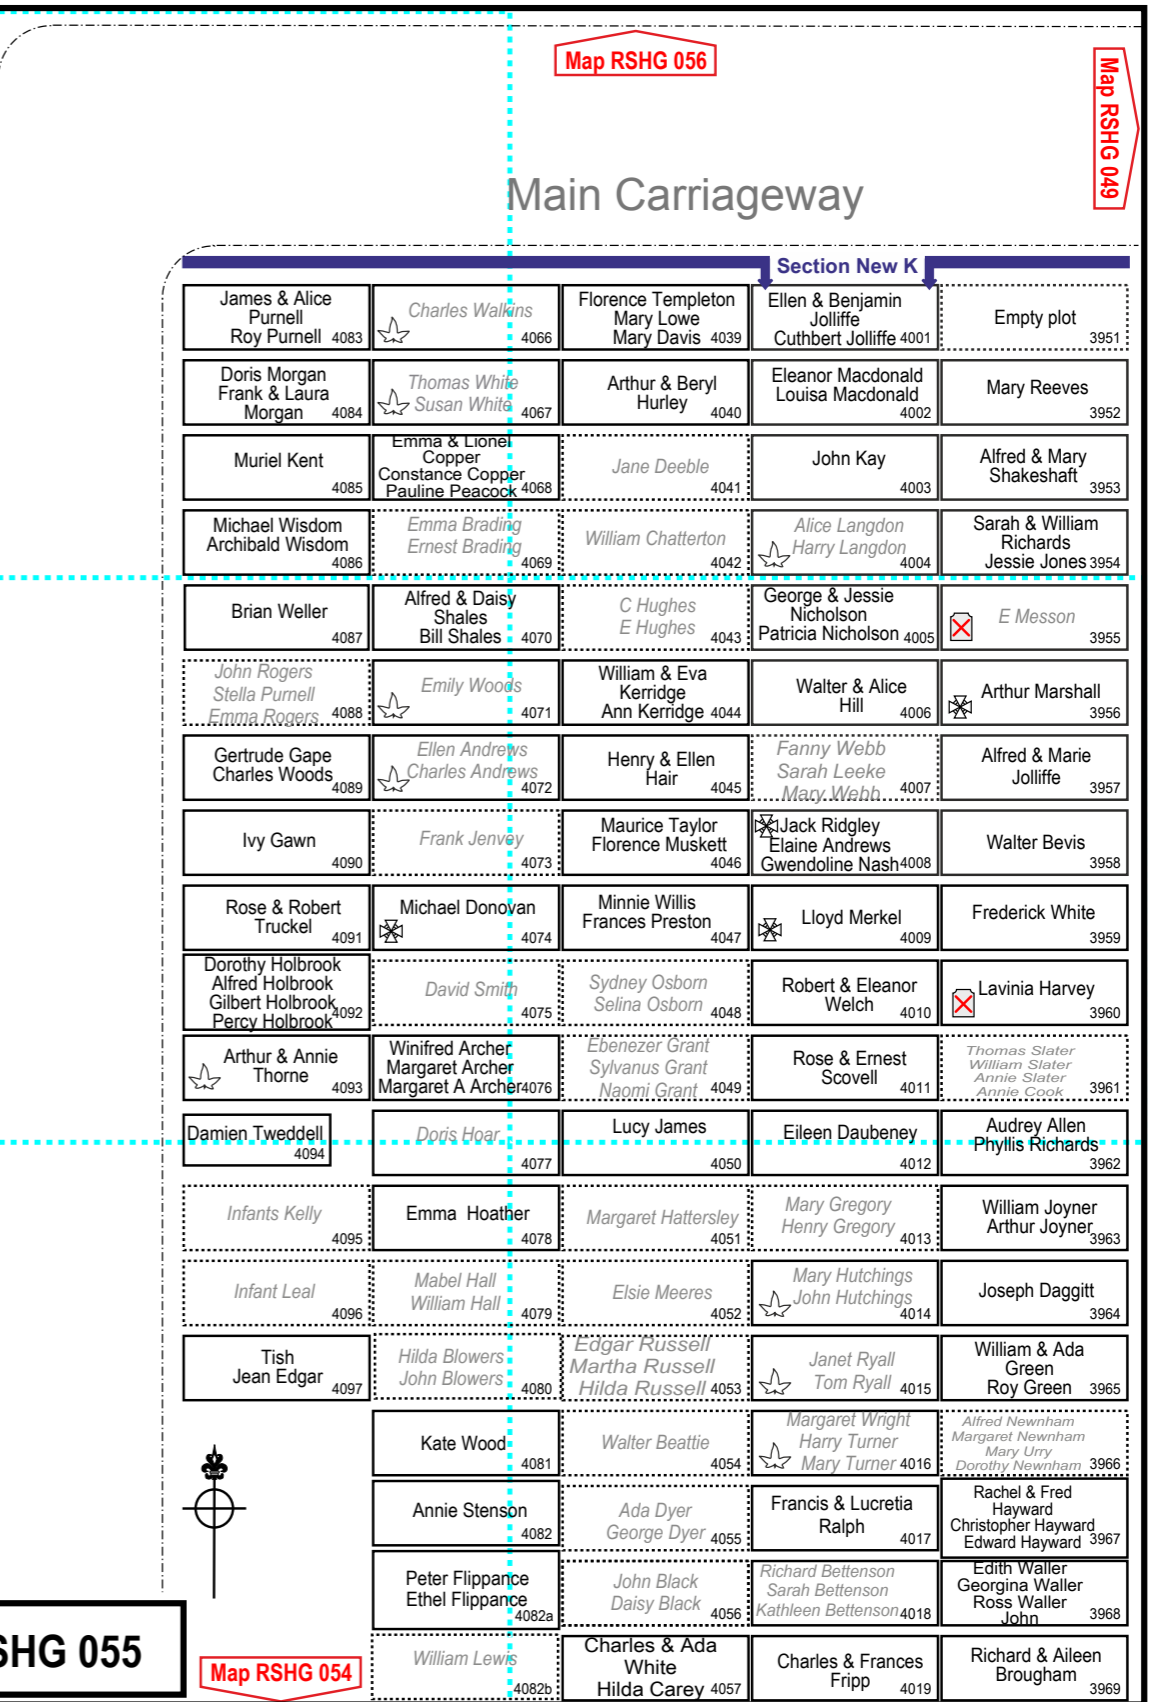 Map RSHG 056
Map RSHG 049
Main Carriageway
Section New K
James & Alice
Purnell
Roy Purnell 4083
Charles Walkins
4066
Florence Templeton
Mary Lowe
Mary Davis 4039
Ellen & Benjamin
Jolliffe
Cuthbert Jolliffe 4001
Empty plot
3951
Doris Morgan
Frank & Laura
Morgan 4084
Thomas White
Susan White 4067
Arthur & Beryl
Hurley 4040
Eleanor Macdonald
Louisa Macdonald
4002
Mary Reeves
3952
Muriel Kent
4085
Emma & Lionel
Copper
Constance Copper
Pauline Peacock 4068
Jane Deeble
4041
John Kay
4003
Alfred & Mary
Shakeshaft
3953
Michael Wisdom
Archibald Wisdom
4086
Emma Brading
Ernest Brading
4069
William Chatterton
4042
Alice Langdon
Harry Langdon
4004
Sarah & William
Richards
Jessie Jones 3954
Brian Weller
4087
Alfred & Daisy
Shales
Bill Shales 4070
C Hughes
E Hughes 4043
George & Jessie
Nicholson
Patricia Nicholson 4005
E Messon
3955
John Rogers
Stella Purnell
Emma Rogers 4088
Emily Woods
4071
William & Eva
Kerridge
Ann Kerridge 4044
Walter & Alice
Hill 4006
Arthur Marshall
3956
Gertrude Gape
Charles Woods
4089
Ellen Andrews
Charles Andrews
4072
Henry & Ellen
Hair 4045
Fanny Webb
Sarah Leeke
Mary Webb 4007
Alfred & Marie
Jolliffe
3957
Ivy Gawn
4090
Frank Jenvey
4073
Maurice Taylor
Florence Muskett
4046
Jack Ridgley
Elaine Andrews
Gwendoline Nash 4008
Walter Bevis
3958
Rose & Robert
Truckel 4091
Michael Donovan
4074
Minnie Willis
Frances Preston
4047
Lloyd Merkel
4009
Frederick White
3959
Dorothy Holbrook
Alfred Holbrook
Gilbert Holbrook
Percy Holbrook 4092
David Smith
4075
Sydney Osborn
Selina Osborn 4048
Robert & Eleanor
Welch 4010
Lavinia Harvey
3960
Arthur & Annie
Thorne 4093
Winifred Archer
Margaret Archer
Margaret A Archer 4076
Ebenezer Grant
Sylvanus Grant
Naomi Grant 4049
Rose & Ernest
Scovell 4011
Thomas Slater
William Slater
Annie Slater
Annie Cook 3961
Damien Tweddell
4094
Doris Hoar
4077
Lucy James
4050
Eileen Daubeney
4012
Audrey Allen
Phyllis Richards
3962
Infants Kelly
4095
Emma Hoather
4078
Margaret Hattersley
4051
Mary Gregory
Henry Gregory
4013
William Joyner
Arthur Joyner
3963
Infant Leal
4096
Mabel Hall
William Hall 4079
Elsie Meeres
4052
Mary Hutchings
John Hutchings
4014
Joseph Daggitt
3964
Tish
Jean Edgar
4097
Hilda Blowers
John Blowers
4080
Edgar Russell
Martha Russell
Hilda Russell 4053
Janet Ryall
Tom Ryall 4015
William & Ada
Green
Roy Green 3965
Kate Wood
4081
Walter Beattie
4054
Margaret Wright
Harry Turner
Mary Turner 4016
Alfred Newnham
Margaret Newnham
Mary Urry
Dorothy Newnham 3966
Annie Stenson
4082
Ada Dyer
George Dyer 4055
Francis & Lucretia
Ralph 4017
Rachel & Fred
Hayward
Christopher Hayward
Edward Hayward 3967
Peter Flippance
Ethel Flippance
4082a
John Black
Daisy Black 4056
Richard Bettenson
Sarah Bettenson
Kathleen Bettenson 4018
Edith Waller
Georgina Waller
Ross Waller
John 3968
SHG 055
Map RSHG 054
William Lewis
4082b
Charles & Ada
White
Hilda Carey 4057
Charles & Frances
Fripp 4019
Richard & Aileen
Brougham
3969